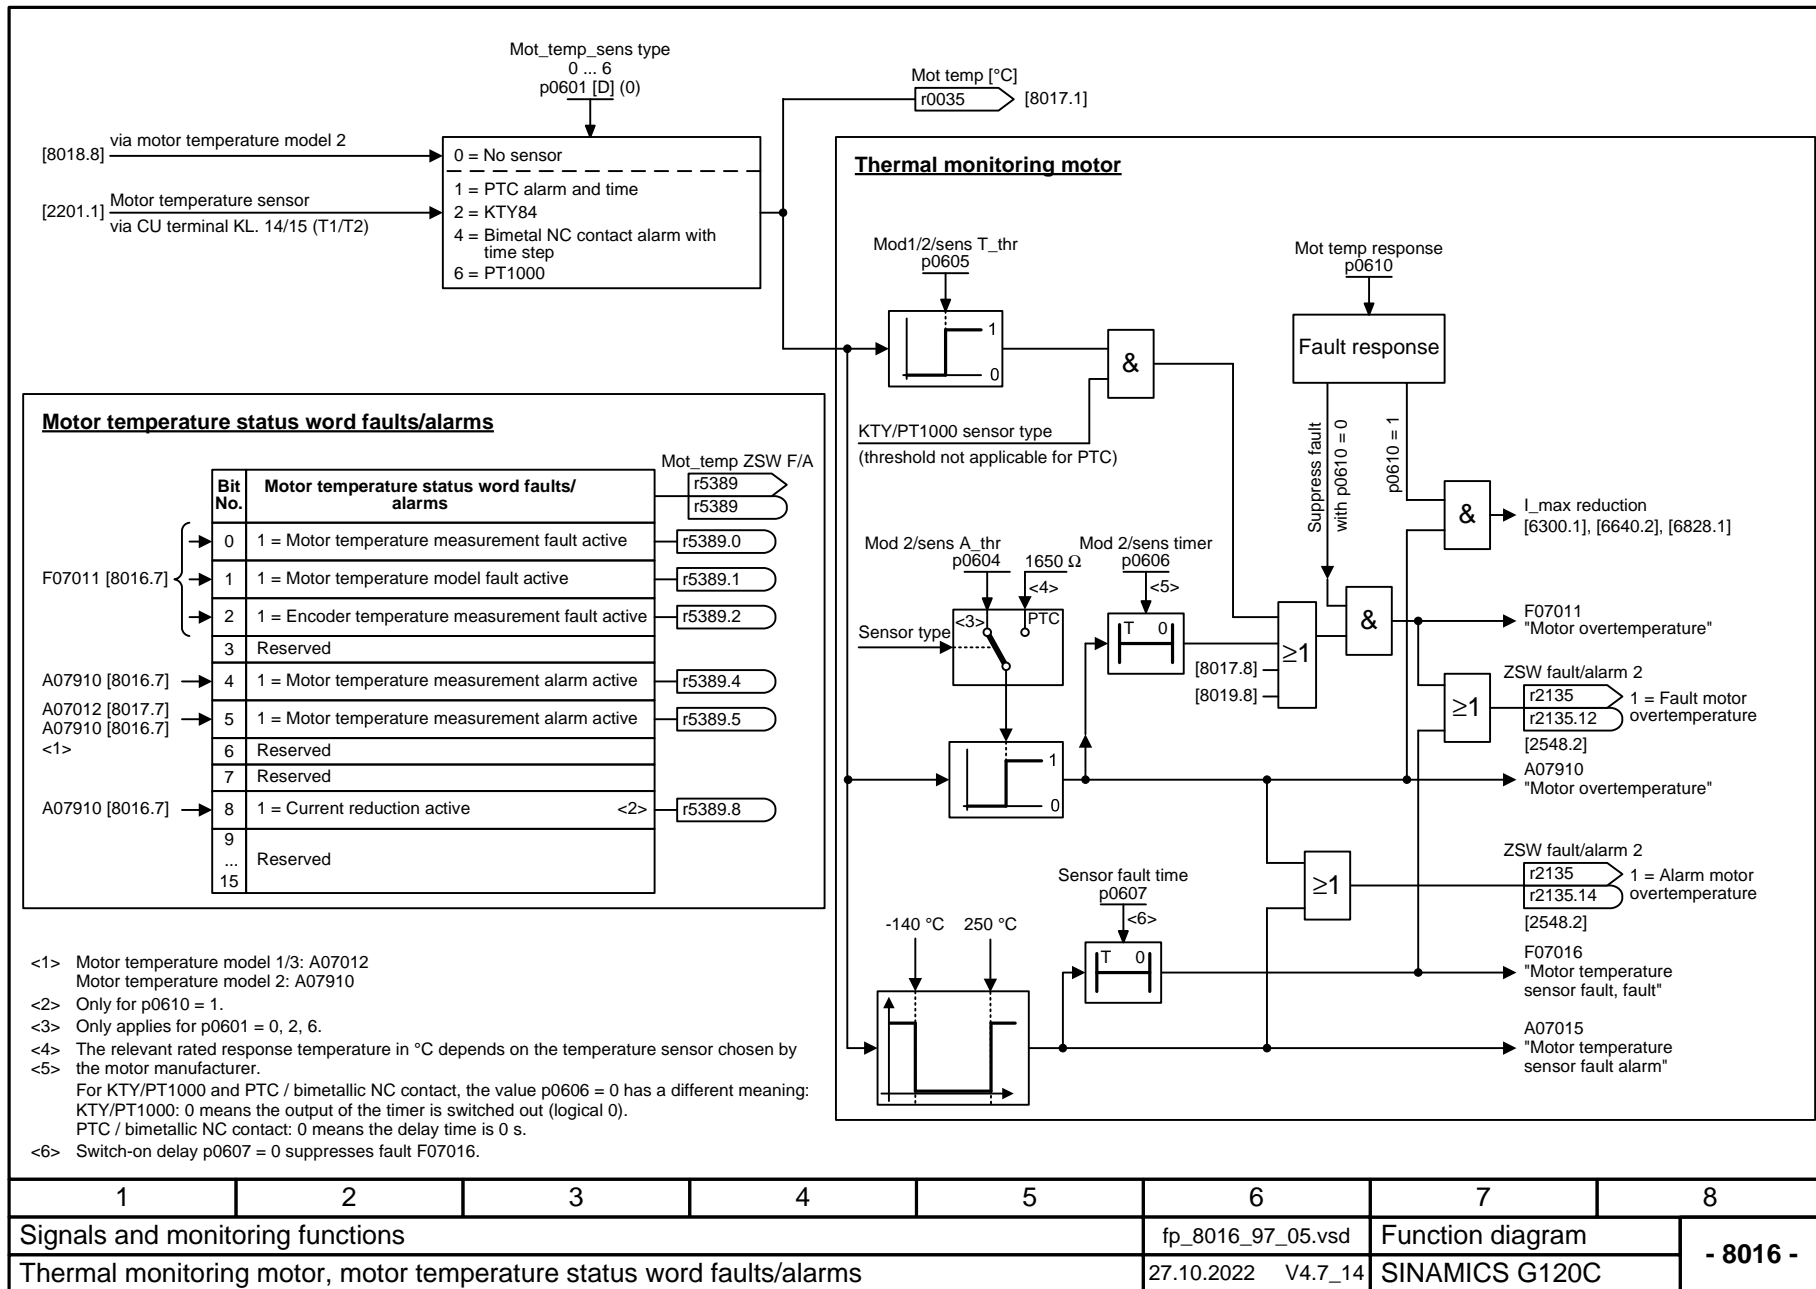 Mot_temp_sens type
0 ... 6
p0601 [D] (0)
Mot temp [°C]
r0035
[8017.1]
[8018.8]
via motor temperature model 2
[2201.1]
Motor temperature sensor
via CU terminal KL. 14/15 (T1/T2)
0 = No sensor
1 = PTC alarm and time
2 = KTY84
4 = Bimetal NC contact alarm with
time step
6 = PT1000
Thermal monitoring motor
Mod1/2/sens T_thr
p0605
1
0
&
KTY/PT1000 sensor type
(threshold not applicable for PTC)
Mot temp response
p0610
Fault response
Suppress fault
with p0610 = 0
p0610 = 1
&
I_max reduction
[6300.1], [6640.2], [6828.1]
Mod 2/sens A_thr
p0604
1650 Ω
<4>
<3>
PTC
Sensor type
Mod 2/sens timer
p0606
<5>
T 0
[8017.8]
[8019.8]
≥1
&
F07011
"Motor overtemperature"
ZSW fault/alarm 2
r2135
r2135.12
1 = Fault motor
overtemperature
[2548.2]
≥1
1
0
A07910
"Motor overtemperature"
≥1
ZSW fault/alarm 2
r2135
r2135.14
1 = Alarm motor
overtemperature
[2548.2]
Sensor fault time
p0607
<6>
T 0
-140 °C
250 °C
F07016
"Motor temperature
sensor fault, fault"
A07015
"Motor temperature
sensor fault alarm"
Motor temperature status word faults/alarms
Mot_temp ZSW F/A
r5389
r5389
Bit
No.
Motor temperature status word faults/
alarms
F07011 [8016.7]
0 1 = Motor temperature measurement fault active r5389.0
1 1 = Motor temperature model fault active r5389.1
2 1 = Encoder temperature measurement fault active r5389.2
3 Reserved
A07910 [8016.7] 4 1 = Motor temperature measurement alarm active r5389.4
A07012 [8017.7]
A07910 [8016.7]
<1>
5 1 = Motor temperature measurement alarm active r5389.5
6 Reserved
7 Reserved
A07910 [8016.7] 8 1 = Current reduction active <2> r5389.8
9
...
15
Reserved
<1> Motor temperature model 1/3: A07012
Motor temperature model 2: A07910
<2> Only for p0610 = 1.
<3> Only applies for p0601 = 0, 2, 6.
<4> The relevant rated response temperature in °C depends on the temperature sensor chosen by
<5> the motor manufacturer.
For KTY/PT1000 and PTC / bimetallic NC contact, the value p0606 = 0 has a different meaning:
KTY/PT1000: 0 means the output of the timer is switched out (logical 0).
PTC / bimetallic NC contact: 0 means the delay time is 0 s.
<6> Switch-on delay p0607 = 0 suppresses fault F07016.
1 2 3 4 5 6 7 8
Signals and monitoring functions
fp_8016_97_05.vsd
Function diagram
- 8016 -
Thermal monitoring motor, motor temperature status word faults/alarms
27.10.2022 V4.7_14
SINAMICS G120C